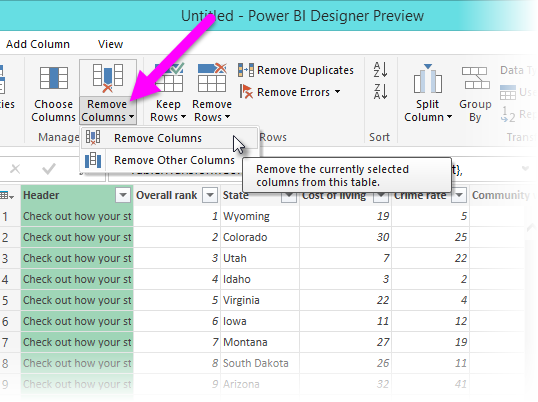 Untitled - Power BI Designer Preview
Add Column View
Choose Columns
Remove Columns
Keep Rows
Remove Rows
Remove Duplicates
Remove Errors
Split Column
Group By
Data
Sort
Remove Columns
Remove Other Columns
Rows
Remove the currently selected
columns from this table.
Header Overall rank State Cost of living Crime rate Community
1 Check out how your st 1 Wyoming 19 5
2 Check out how your st 2 Colorado 30 25
3 Check out how your st 3 Utah 7 22
4 Check out how your st 4 Idaho 3 2
5 Check out how your st 5 Virginia 22 4
6 Check out how your st 6 Iowa 11 12
7 Check out how your st 7 Montana 27 19
8 Check out how your st 8 South Dakota 26 11
9 Check out how your st 9 Arizona 32 41